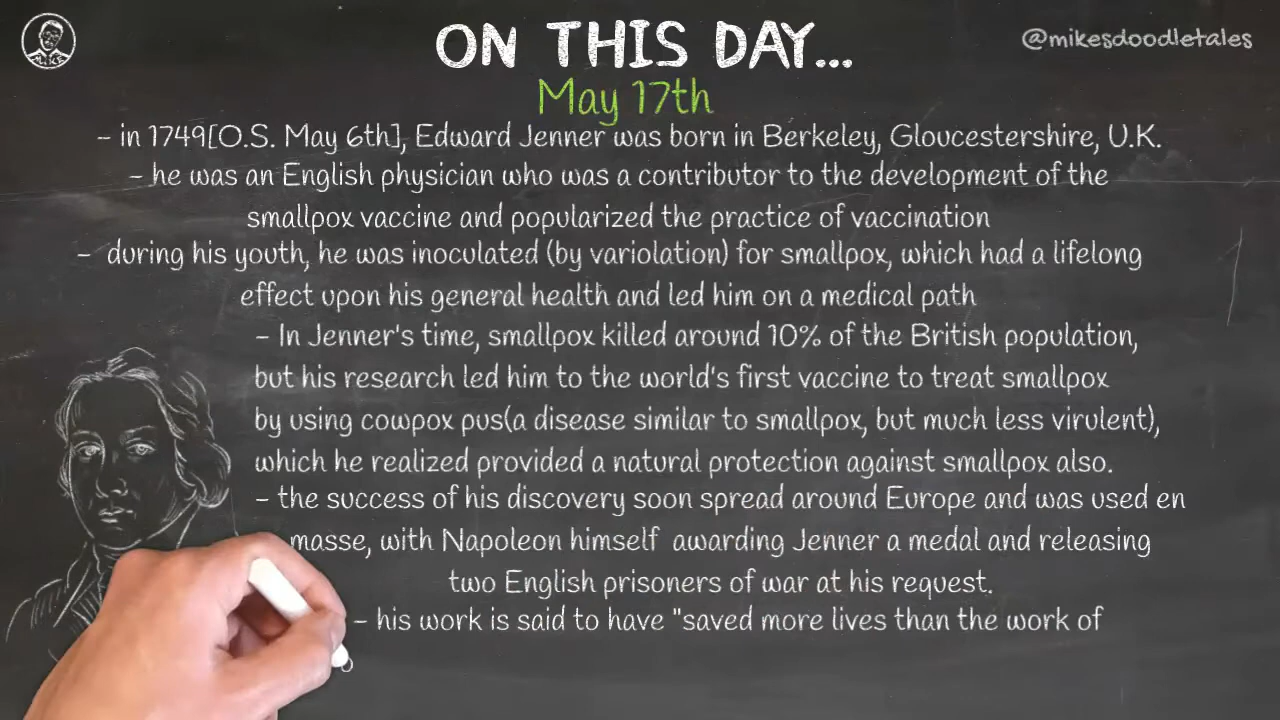 MIKE
ON THIS DAY...
@mikesdoodletales
May 17th
- in 1749[O.S. May 6th], Edward Jenner was born in Berkeley, Gloucestershire, U.K.
- he was an English physician who was a contributor to the development of the
smallpox vaccine and popularized the practice of vaccination
- during his youth, he was inoculated (by variolation) for smallpox, which had a lifelong
effect upon his general health and led him on a medical path
- In Jenner's time, smallpox killed around 10% of the British population,
but his research led him to the world's first vaccine to treat smallpox
by using cowpox pus(a disease similar to smallpox, but much less virulent),
which he realized provided a natural protection against smallpox also.
- the success of his discovery soon spread around Europe and was used en
masse, with Napoleon himself awarding Jenner a medal and releasing
two English prisoners of war at his request.
- his work is said to have "saved more lives than the work of